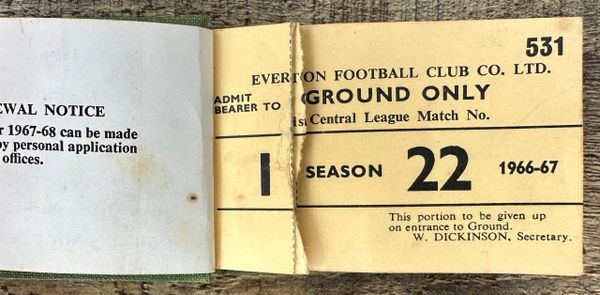 EWAL NOTICE
r 1967-68 can be made
by personal application
offices.
531
EVERTON FOOTBALL CLUB CO. LTD.
ADMIT
BEARER TO
GROUND ONLY
1st Central League Match No.
1
SEASON 22 1966-67
This portion to be given up
on entrance to Ground.
W. DICKINSON, Secretary.